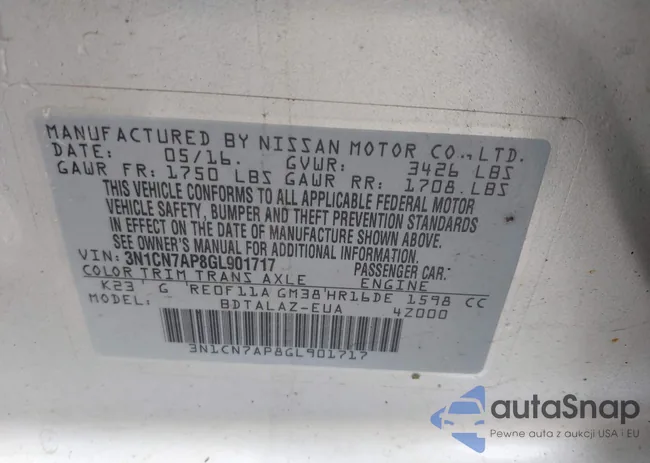 MANUFACTURED BY NISSAN MOTOR CO., LTD.
DATE: 05/16. GVWR: 3426 LBS
GAWR FR: 1750 LBS GAWR RR: 1708 LBS
THIS VEHICLE CONFORMS TO ALL APPLICABLE FEDERAL MOTOR
VEHICLE SAFETY, BUMPER AND THEFT PREVENTION STANDARDS
IN EFFECT ON THE DATE OF MANUFACTURE SHOWN ABOVE.
SEE OWNER'S MANUAL FOR ADDITIONAL INFORMATION.
VIN: 3N1CN7AP8GL901717 PASSENGER CAR
COLOR TRIM TRANS AXLE ENGINE
K23 G RE0F11A GM38 HR16DE 1598 CC
MODEL: BDTALAZ-EUA 4Z000
3N1CN7AP8GL901717
autoSnap
Pewne auta z aukcji USA i EU